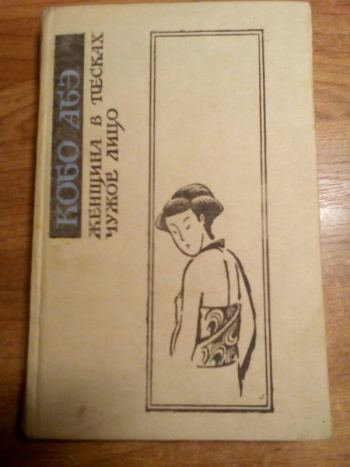 КОБО АБЭ
ЖЕНЩИНА В ПЕСКАХ
ЧУЖОЕ ЛИЦО